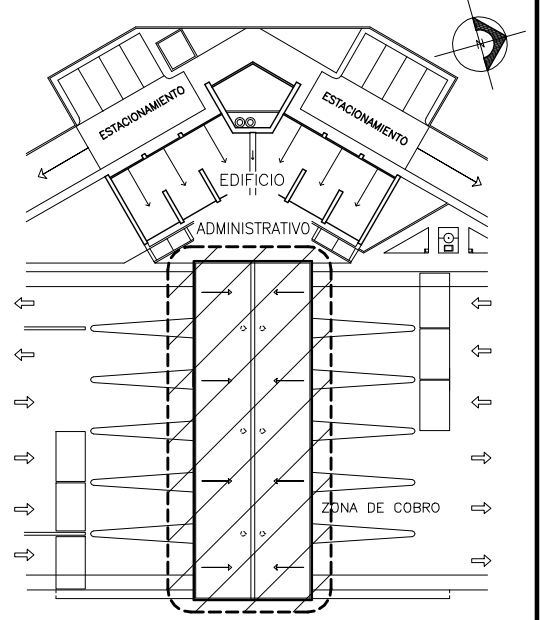 N
ESTACIONAMIENTO
ESTACIONAMIENTO
EDIFICIO
ADMINISTRATIVO
ZONA DE COBRO